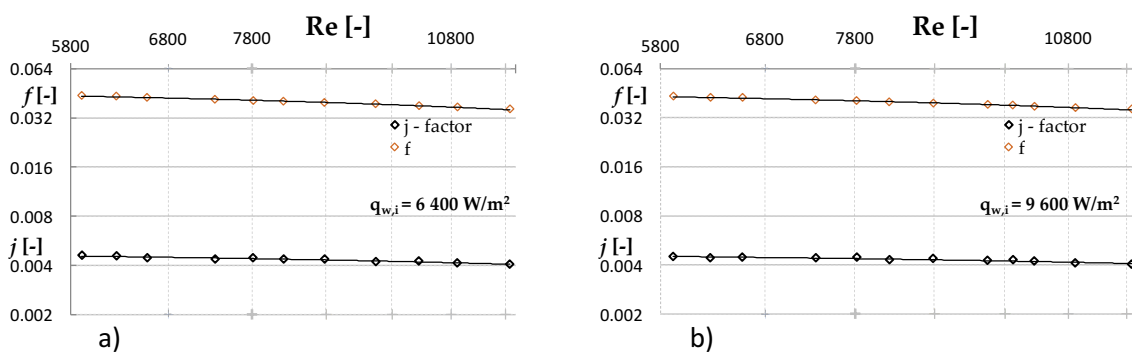 Re [-]
5800 6800 7800 10800
0.064
f [-]
0.032
j - factor
f
0.016
q_w,i = 6 400 W/m²
0.008
j [-]
0.004
0.002
a)
Re [-]
5800 6800 7800 10800
0.064
f [-]
0.032
j - factor
f
0.016
q_w,i = 9 600 W/m²
0.008
j [-]
0.004
0.002
b)